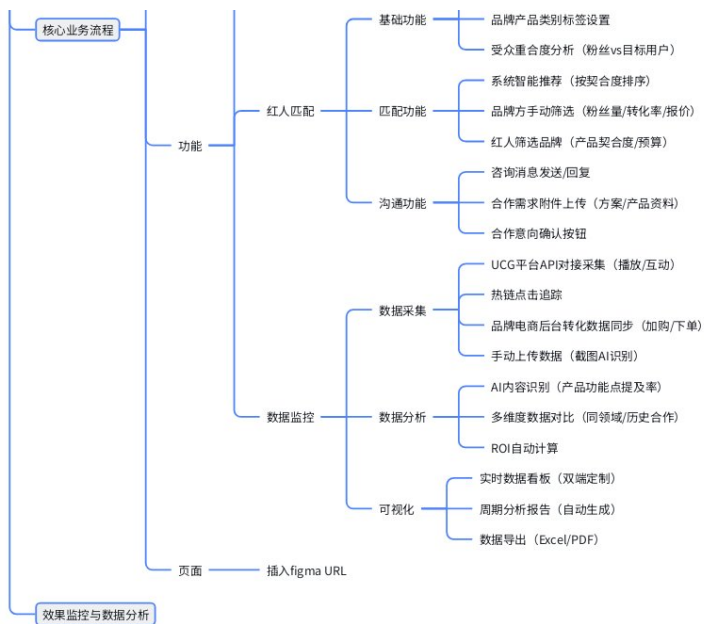 核心业务流程
功能
红人匹配
基础功能
品牌产品类别标签设置
受众重合度分析（粉丝vs目标用户）
匹配功能
系统智能推荐（按契合度排序）
品牌方手动筛选（粉丝量/转化率/报价）
红人筛选品牌（产品契合度/预算）
沟通功能
咨询消息发送/回复
合作需求附件上传（方案/产品资料）
合作意向确认按钮
数据监控
数据采集
UCG平台API对接采集（播放/互动）
热链点击追踪
品牌电商后台转化数据同步（加购/下单）
手动上传数据（截图AI识别）
数据分析
AI内容识别（产品功能点提及率）
多维度数据对比（同领域/历史合作）
ROI自动计算
可视化
实时数据看板（双端定制）
周期分析报告（自动生成）
数据导出（Excel/PDF）
页面
插入figma URL
效果监控与数据分析